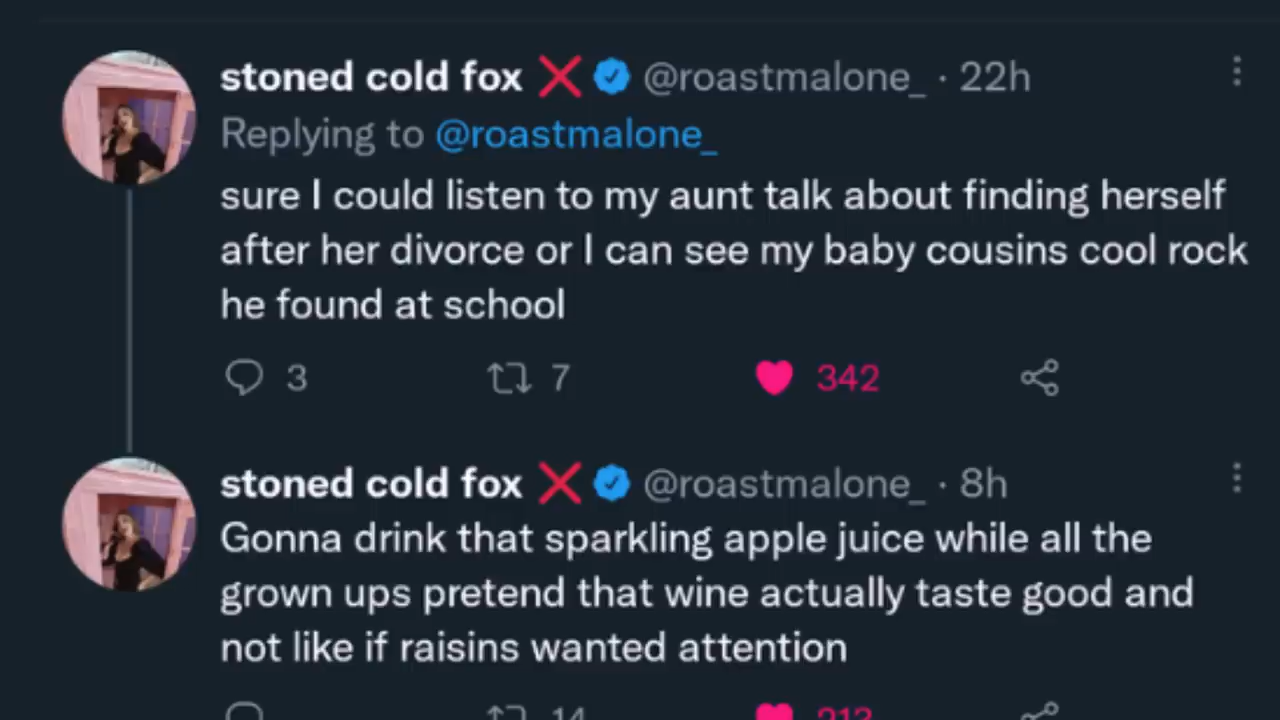 stoned cold fox ❌ @roastmalone_ · 22h
Replying to @roastmalone_
sure I could listen to my aunt talk about finding herself
after her divorce or I can see my baby cousins cool rock
he found at school
3 7 342
stoned cold fox ❌ @roastmalone_ · 8h
Gonna drink that sparkling apple juice while all the
grown ups pretend that wine actually taste good and
not like if raisins wanted attention
14 213